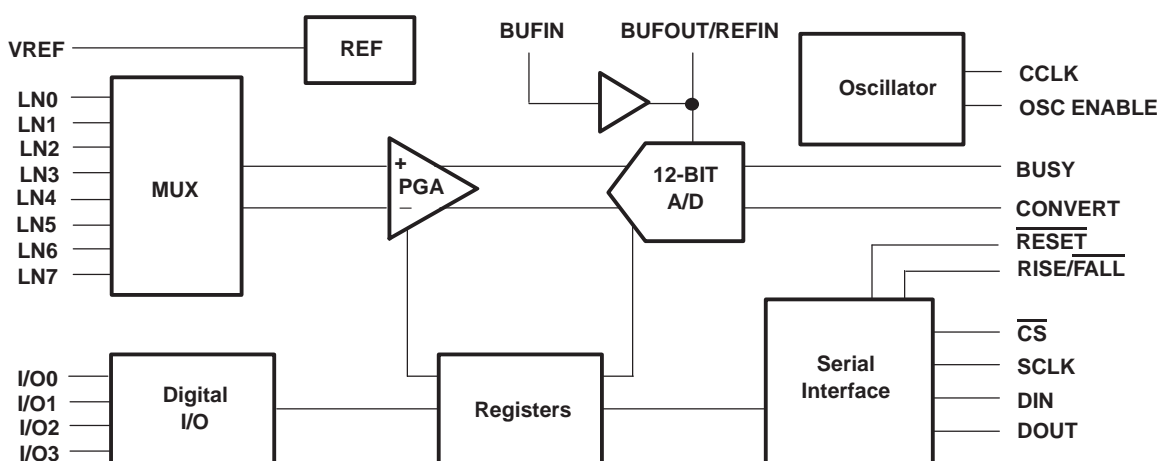 VREF
REF
BUFIN
BUFOUT/REFIN
Oscillator
CCLK
OSC ENABLE
LN0
LN1
LN2
LN3
LN4
LN5
LN6
LN7
MUX
+
PGA
–
12-BIT
A/D
BUSY
CONVERT
RESET
RISE/FALL
I/O0
I/O1
I/O2
I/O3
Digital
I/O
Registers
Serial
Interface
CS
SCLK
DIN
DOUT